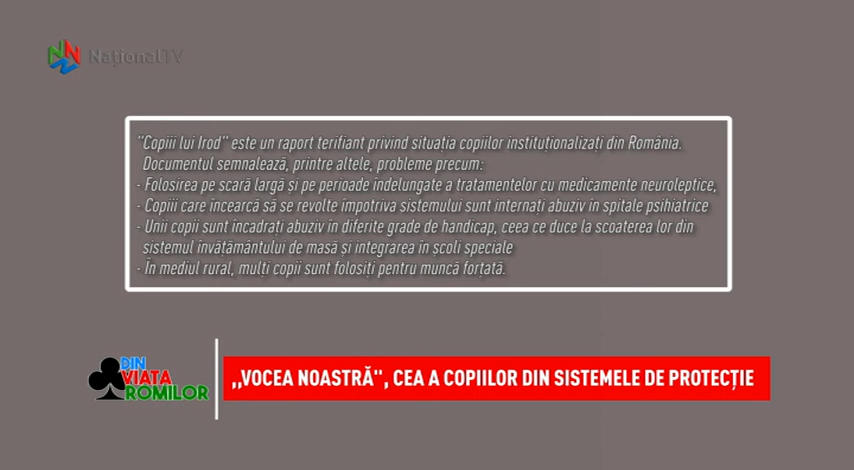 NaționalTV
"Copiii lui Irod" este un raport terifiant privind situația copiilor instituționalizați din România.
Documentul semnalează, printre altele, probleme precum:
- Folosirea pe scară largă și pe perioade îndelungate a tratamentelor cu medicamente neuroleptice,
- Copiii care încearcă să se revolte împotriva sistemului sunt internați abuziv în spitale psihiatrice
- Unii copii sunt încadrați abuziv în diferite grade de handicap, ceea ce duce la scoaterea lor din
sistemul învățământului de masă și integrarea în școli speciale
- În mediul rural, mulți copii sunt folosiți pentru muncă forțată.
DIN
VIATA
ROMILOR
,,VOCEA NOASTRĂ", CEA A COPIILOR DIN SISTEMELE DE PROTECȚIE